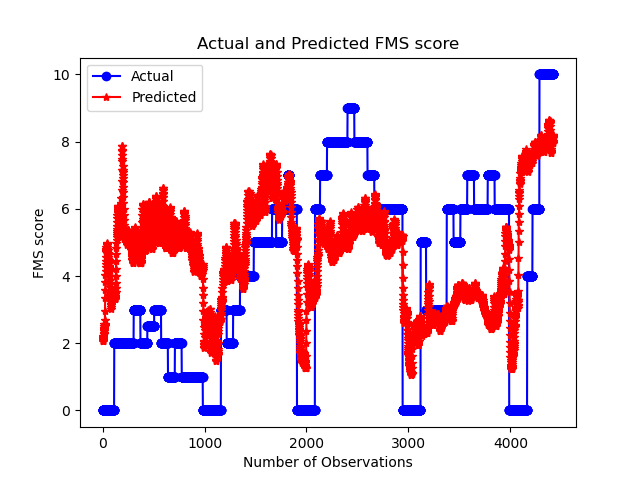 Actual and Predicted FMS score
Actual
Predicted
10
8
6
4
2
0
FMS score
0 1000 2000 3000 4000
Number of Observations